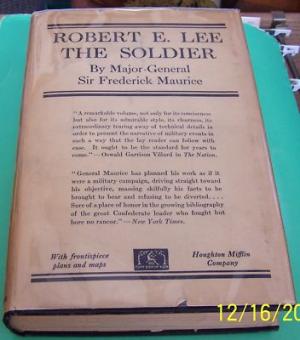 ROBERT E. LEE
THE SOLDIER
By Major-General
Sir Frederick Maurice
"A remarkable volume, not only for its conciseness
but also for its admirable style, its clearness, its
extraordinary tearing away of technical details in
order to present the narrative of military events in
such a way that the lay reader can follow with
ease. It ought to be the standard for years to
come."—Oswald Garrison Villard in The Nation.
"General Maurice has planned his work as if it
were a military campaign, driving straight toward
his objective, massing skilfully his facts to be
brought to bear and refusing to be diverted. . . .
Sure of a place of honor in the growing bibliography
of the great Confederate leader who fought but
bore no rancor."—New York Times.
With frontispiece
plans and maps
Houghton Mifflin
Company
12/16/20